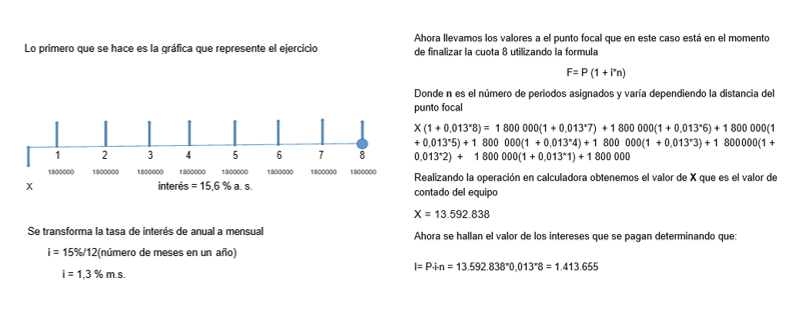 Lo primero que se hace es la gráfica que represente el ejercicio
1 2 3 4 5 6 7 8
1800000 1800000 1800000 1800000 1800000 1800000 1800000 1800000
X interés = 15,6 % a. s.
Se transforma la tasa de interés de anual a mensual
i = 15%/12(número de meses en un año)
i = 1,3 % m.s.
Ahora llevamos los valores a el punto focal que en este caso está en el momento
de finalizar la cuota 8 utilizando la formula
F= P (1 + i*n)
Donde n es el número de periodos asignados y varía dependiendo la distancia del
punto focal
X (1 + 0,013*8) = 1 800 000(1 + 0,013*7) + 1 800 000(1 + 0,013*6) + 1 800 000(1
+ 0,013*5) + 1 800 000(1 + 0,013*4) + 1 800 000(1 + 0,013*3) + 1 800000(1 +
0,013*2) + 1 800 000(1 + 0,013*1) + 1 800 000
Realizando la operación en calculadora obtenemos el valor de X que es el valor de
contado del equipo
X = 13.592.838
Ahora se hallan el valor de los intereses que se pagan determinando que:
I= P·i·n = 13.592.838*0,013*8 = 1.413.655